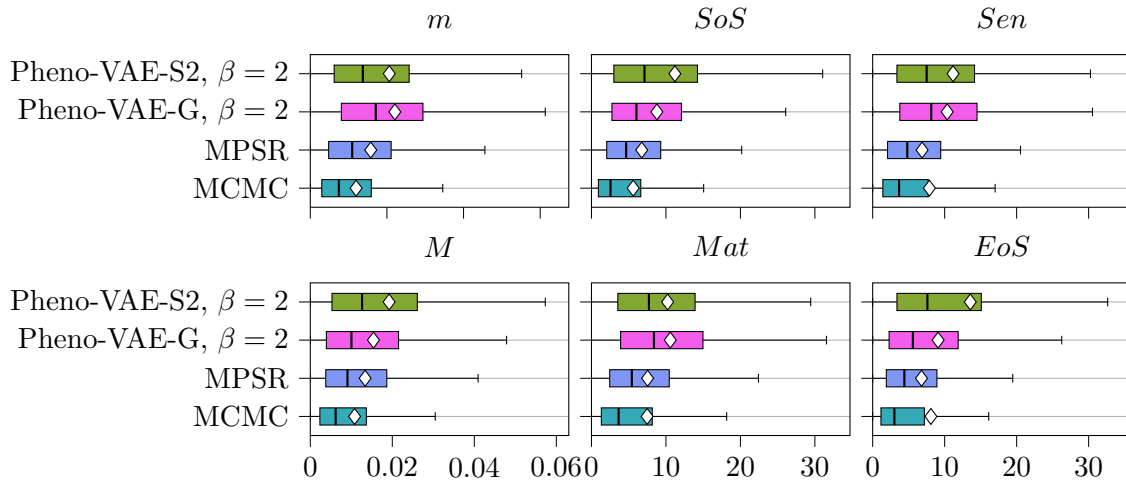 m SoS Sen
Pheno-VAE-S2, β = 2
Pheno-VAE-G, β = 2
MPSR
MCMC
M Mat EoS
Pheno-VAE-S2, β = 2
Pheno-VAE-G, β = 2
MPSR
MCMC
0 0.02 0.04 0.06 0 10 20 30 0 10 20 30